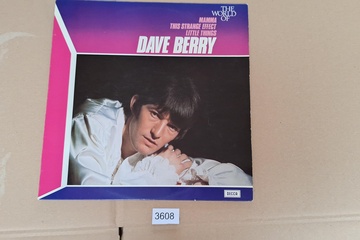 THE
WORLD
OF
MAMMA
THIS STRANGE EFFECT
LITTLE THINGS
DAVE BERRY
DECCA
3608